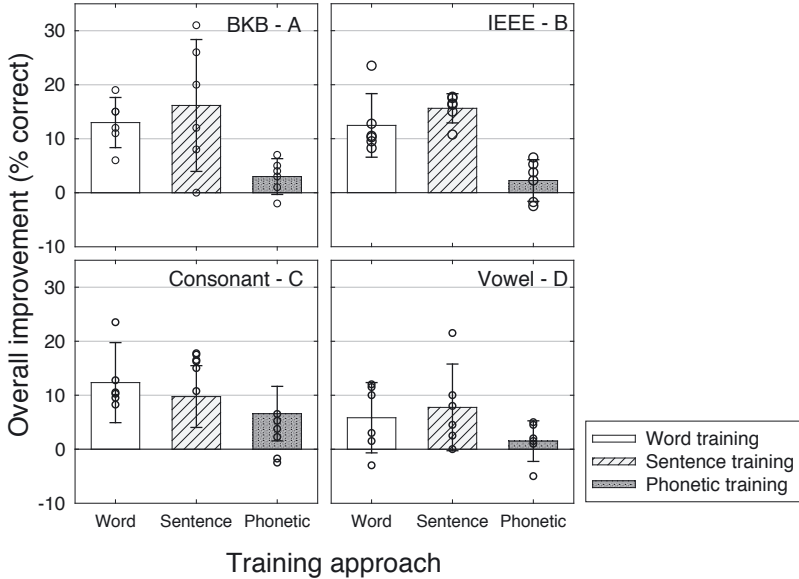 Overall improvement (% correct)
BKB - A
IEEE - B
30
20
10
0
-10
Consonant - C
Vowel - D
30
20
10
0
-10
Word
Sentence
Phonetic
Word
Sentence
Phonetic
Training approach
Word training
Sentence training
Phonetic training